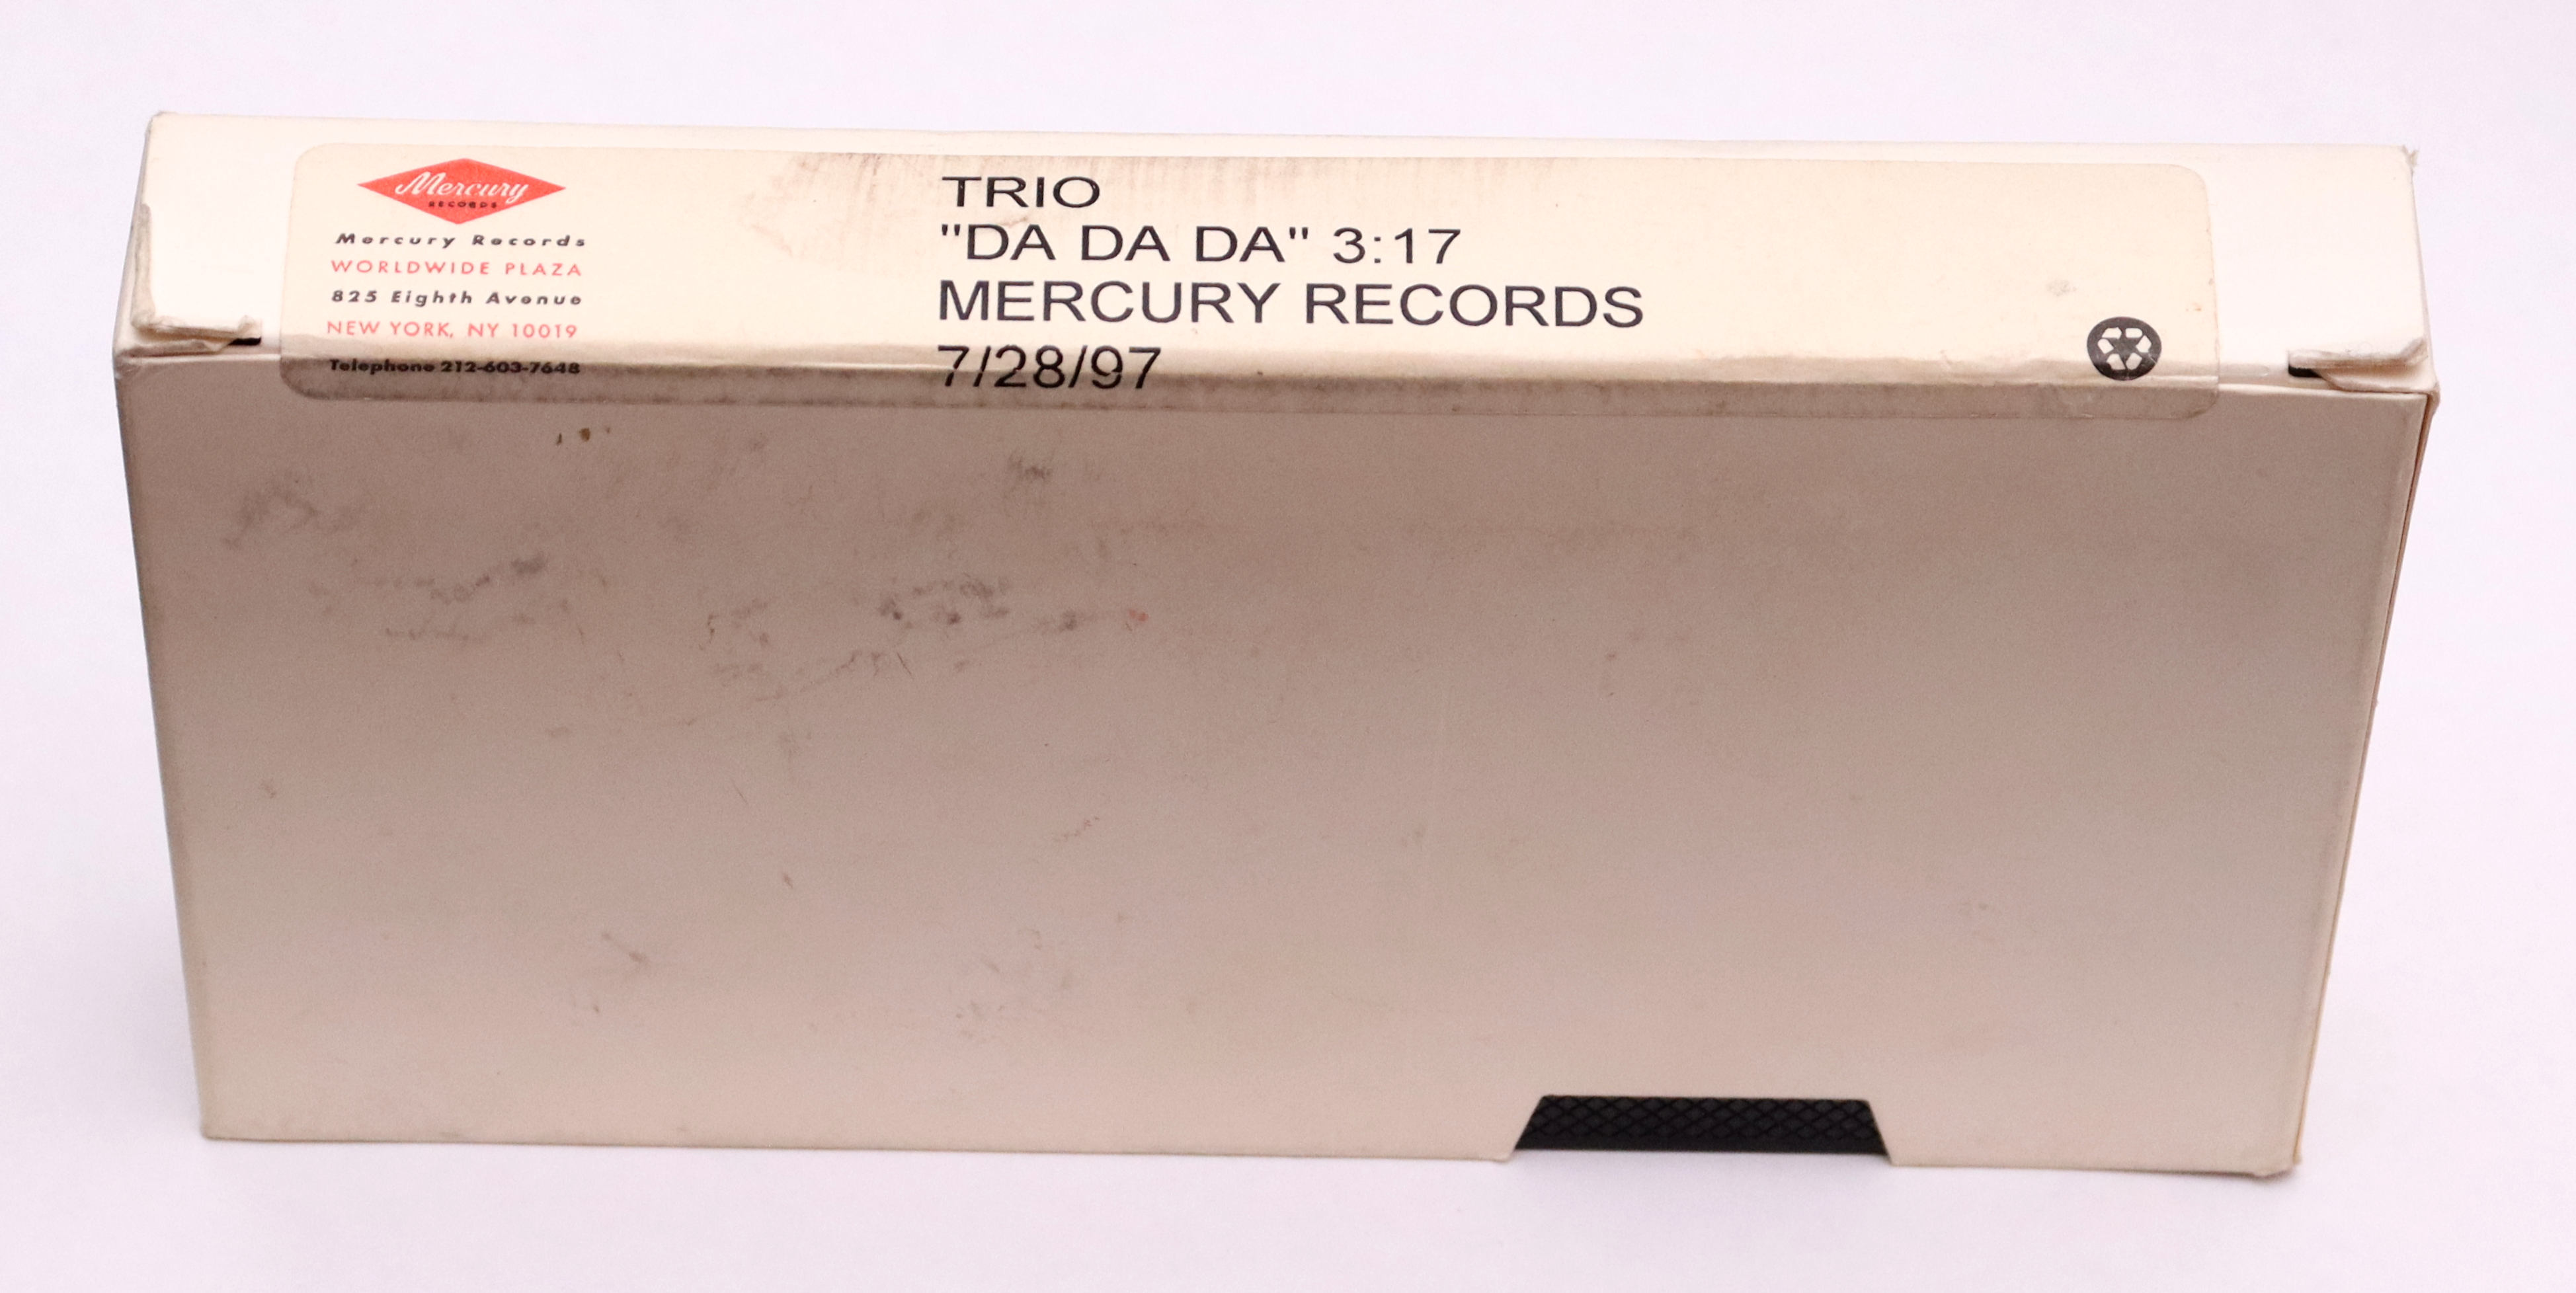 Mercury
RECORDS
Mercury Records
WORLDWIDE PLAZA
825 Eighth Avenue
NEW YORK, NY 10019
Telephone 212-603-7648
TRIO
"DA DA DA" 3:17
MERCURY RECORDS
7/28/97